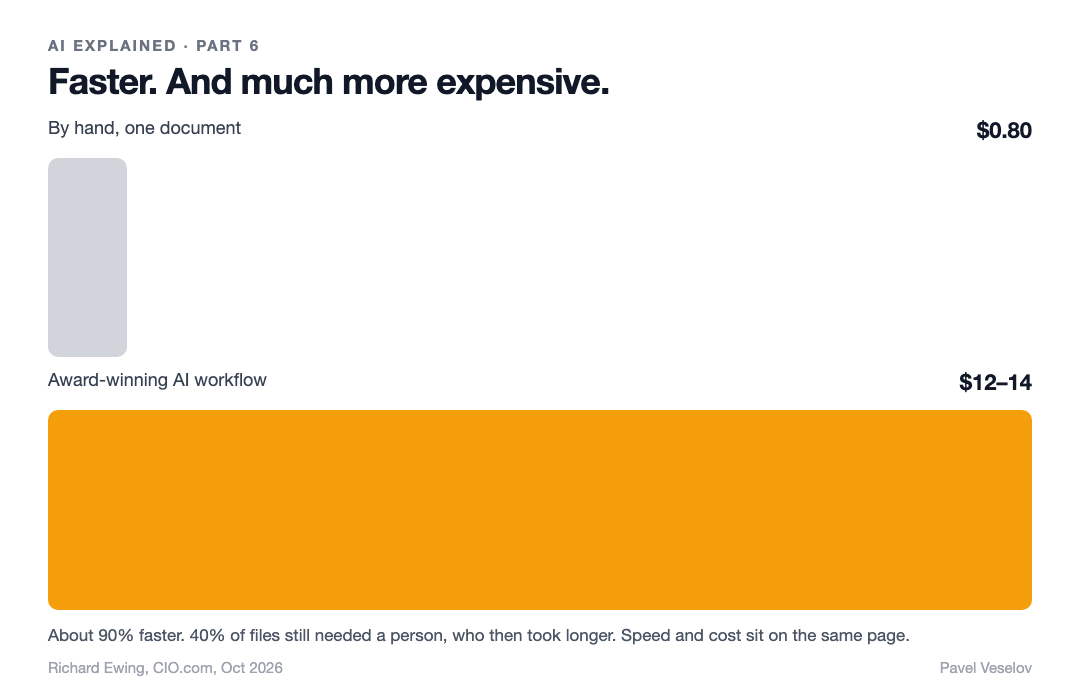 AI EXPLAINED · PART 6
Faster. And much more expensive.
By hand, one document
$0.80
Award-winning AI workflow
$12–14
About 90% faster. 40% of files still needed a person, who then took longer. Speed and cost sit on the same page.
Richard Ewing, CIO.com, Oct 2026
Pavel Veselov